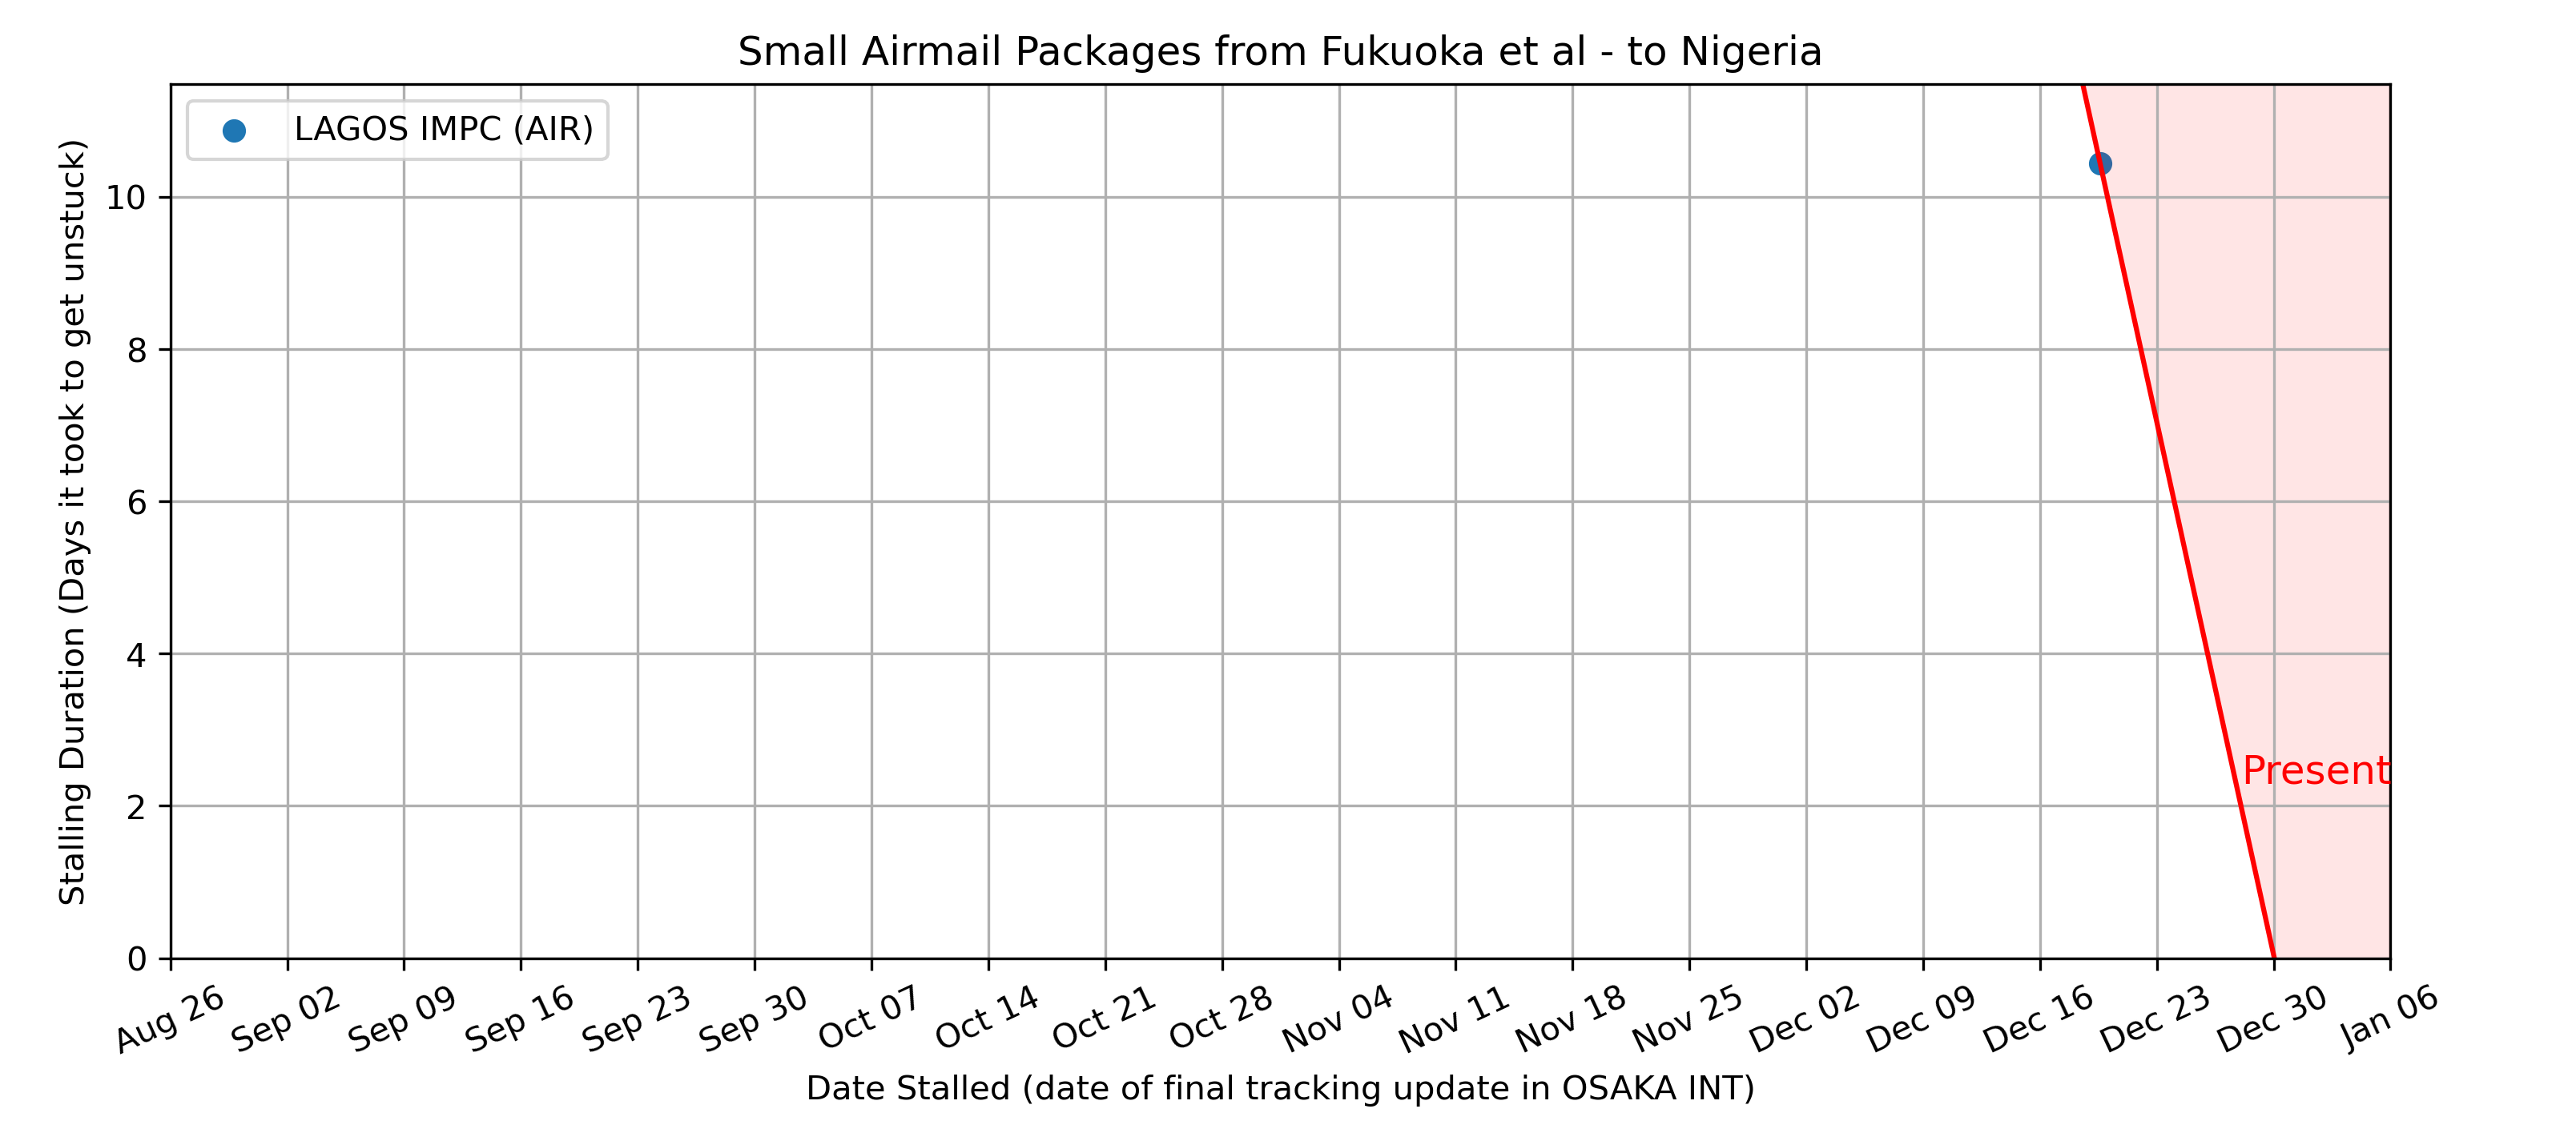 Small Airmail Packages from Fukuoka et al - to Nigeria
LAGOS IMPC (AIR)
Stalling Duration (Days it took to get unstuck)
10
8
6
4
2
0
Present
Aug 26
Sep 02
Sep 09
Sep 16
Sep 23
Sep 30
Oct 07
Oct 14
Oct 21
Oct 28
Nov 04
Nov 11
Nov 18
Nov 25
Dec 02
Dec 09
Dec 16
Dec 23
Dec 30
Jan 06
Date Stalled (date of final tracking update in OSAKA INT)